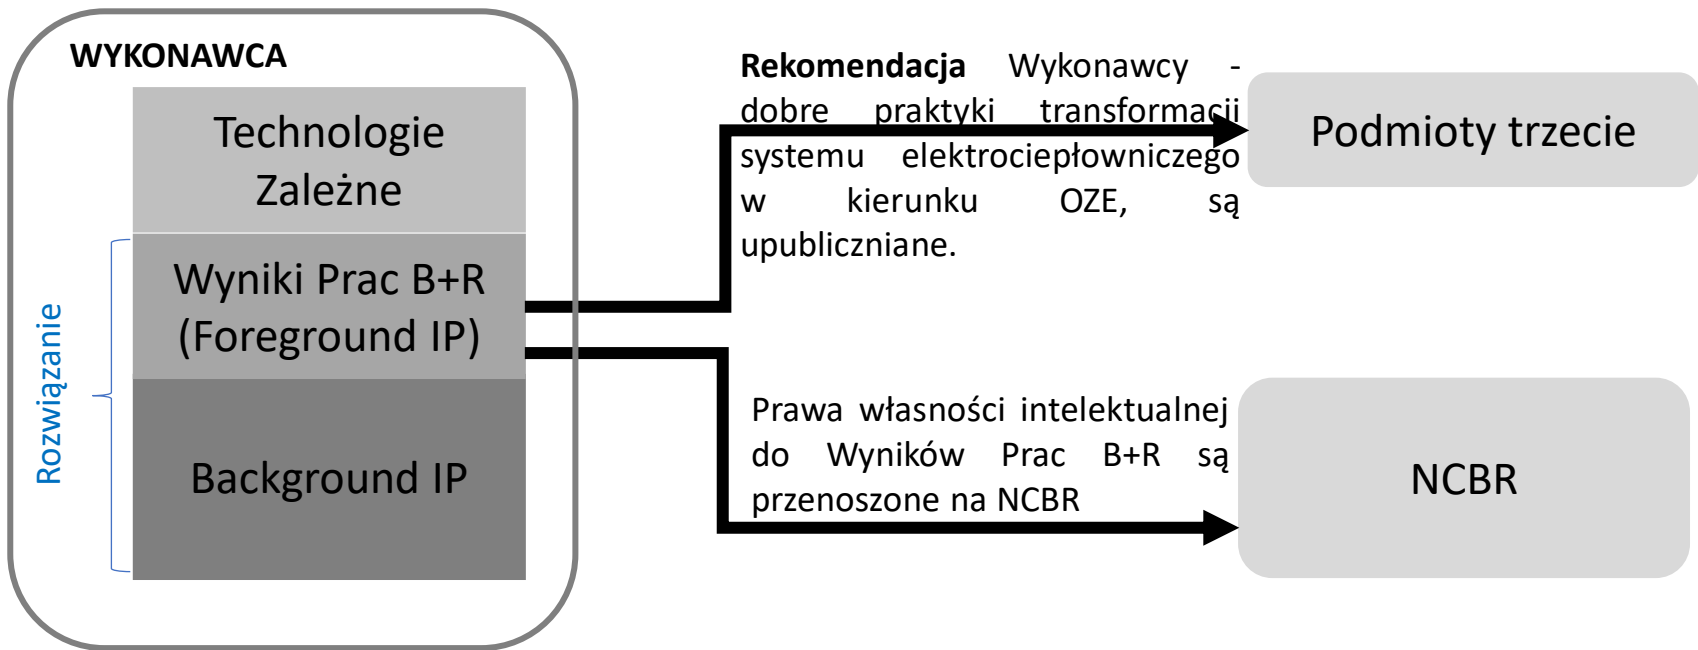 WYKONAWCA
Technologie
Zależne
Wyniki Prac B+R
(Foreground IP)
Background IP
Rozwiązanie
Rekomendacja Wykonawcy -
dobre praktyki transformacji
systemu elektrociepłowniczego
w kierunku OZE, są
upubliczniane.
Podmioty trzecie
Prawa własności intelektualnej
do Wyników Prac B+R są
przenoszone na NCBR
NCBR